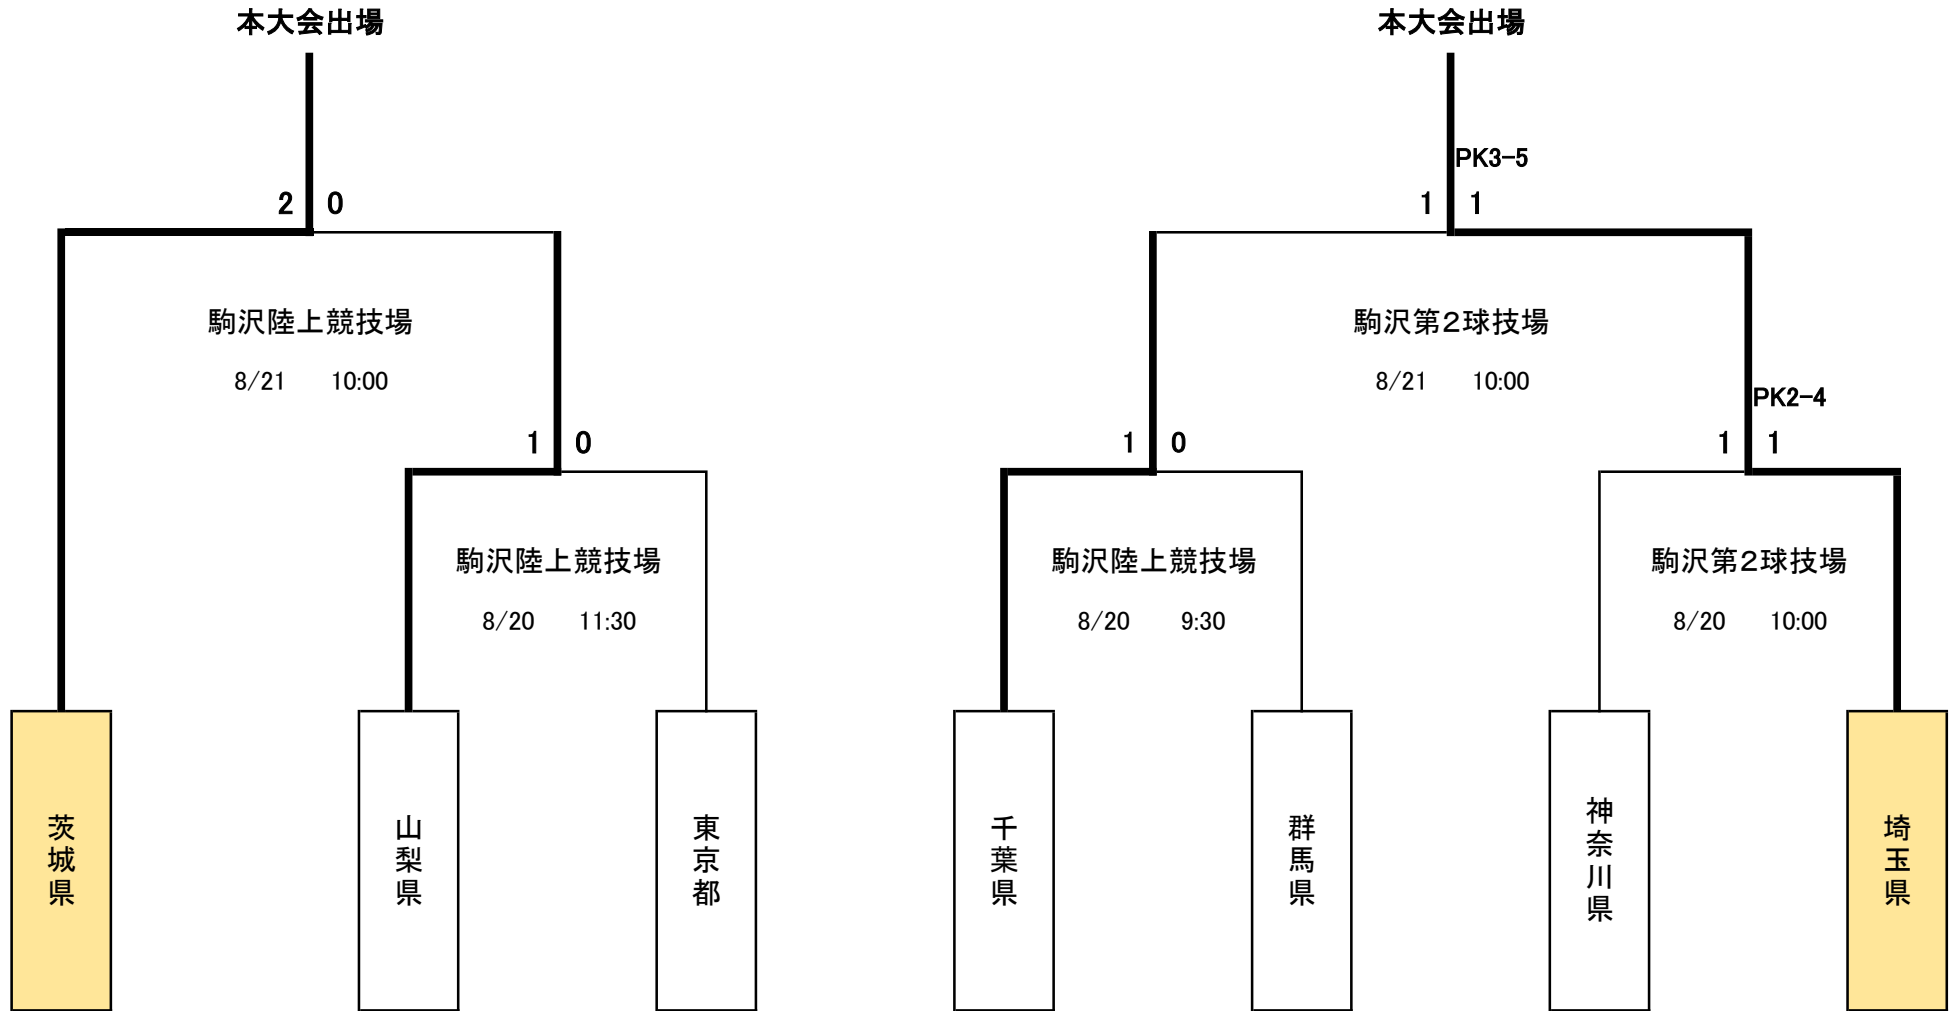 本大会出場
本大会出場
PK3-5
2 0
1 1
駒沢陸上競技場
駒沢第2球技場
8/21 10:00
8/21 10:00
PK2-4
1 0
1 0
1 1
駒沢陸上競技場
駒沢陸上競技場
駒沢第2球技場
8/20 11:30
8/20 9:30
8/20 10:00
茨城県
山梨県
東京都
千葉県
群馬県
神奈川県
埼玉県